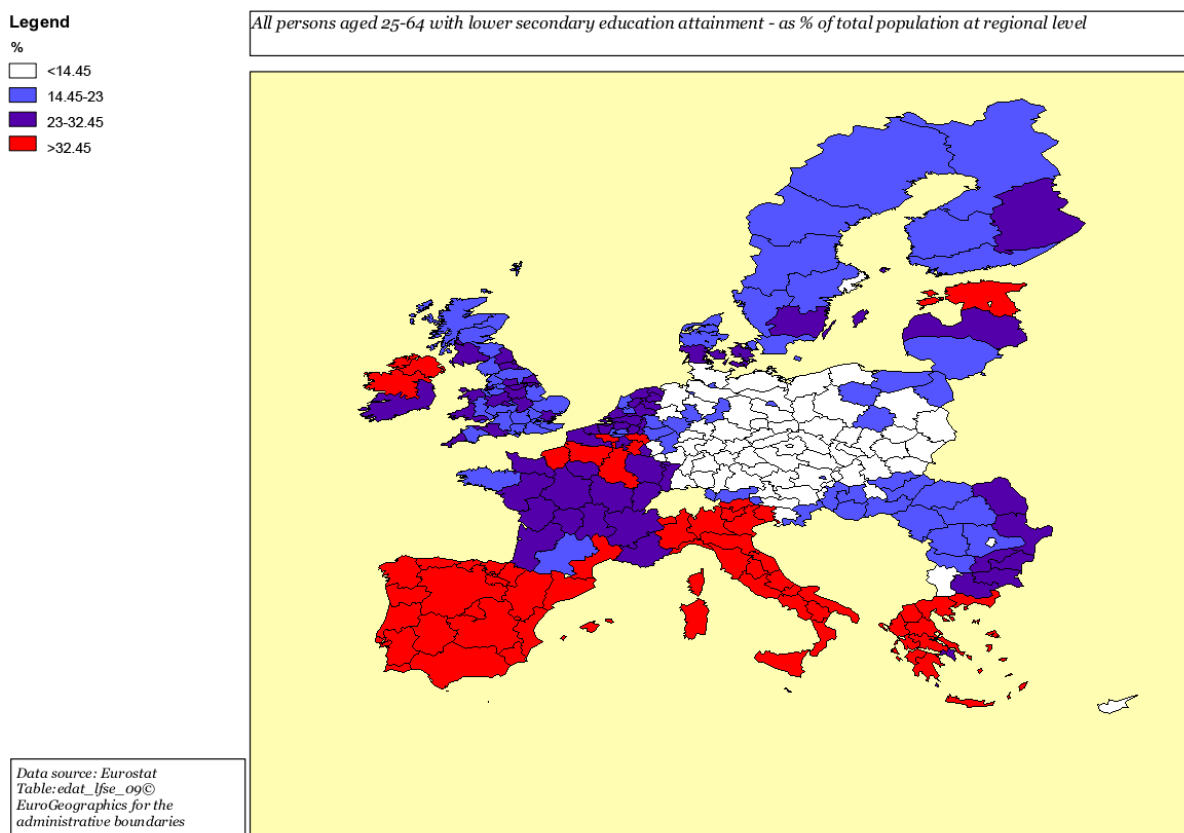 Legend
%
<14.45
14.45-23
23-32.45
>32.45
All persons aged 25-64 with lower secondary education attainment - as % of total population at regional level
Data source: Eurostat
Table:edat_lfse_09©
EuroGeographics for the
administrative boundaries